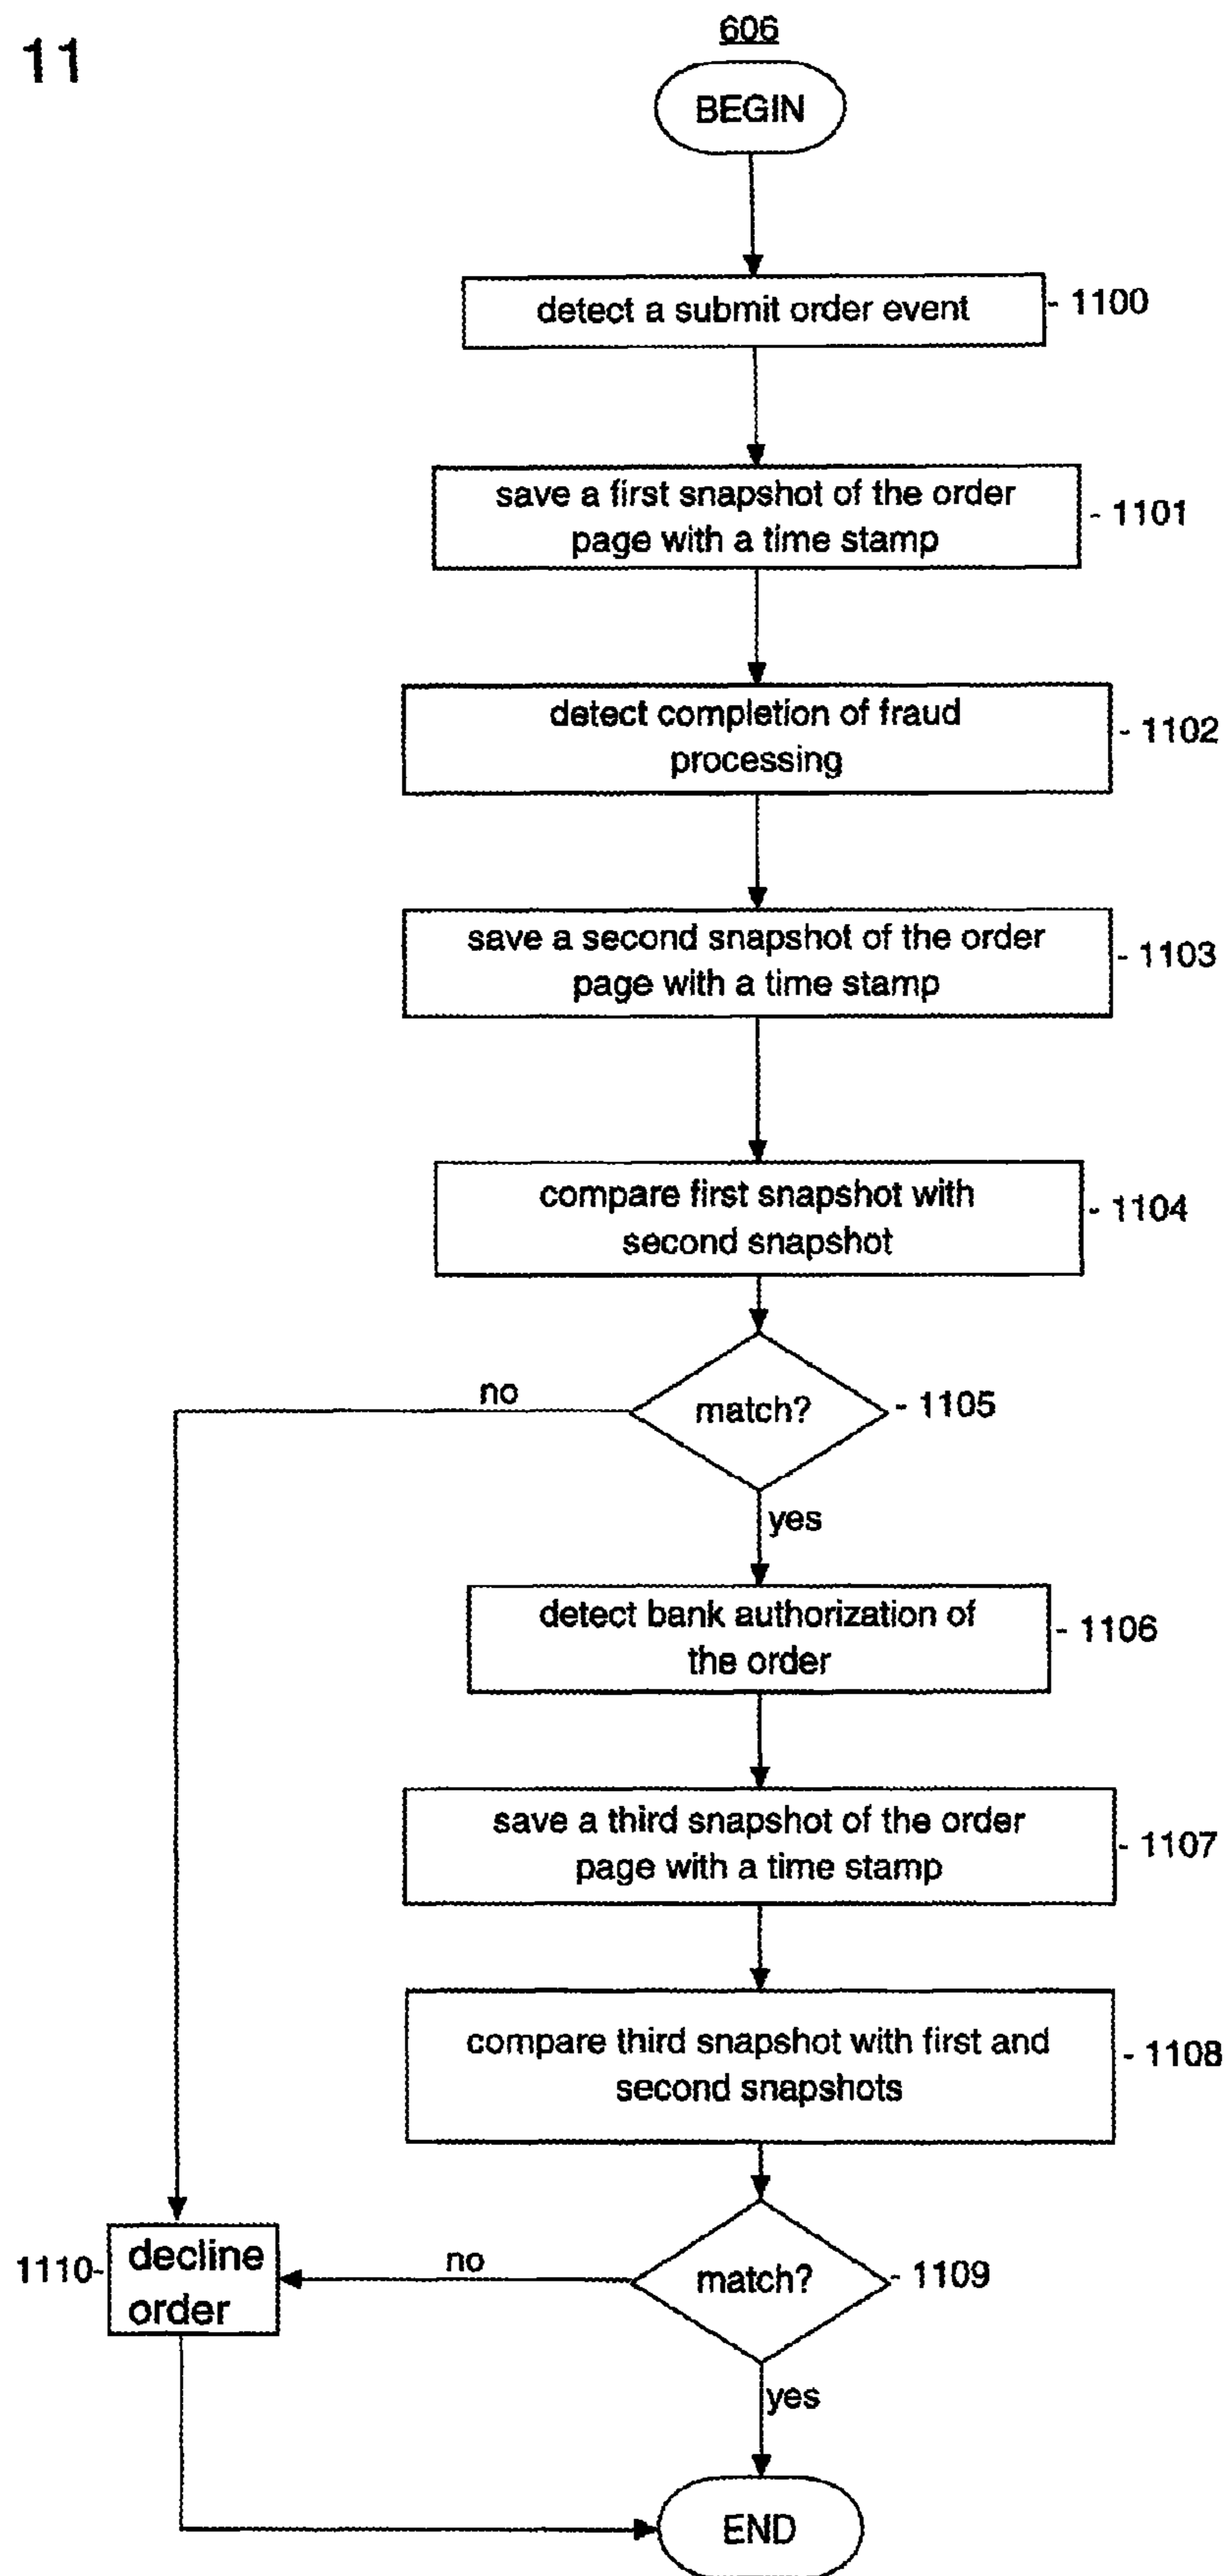 11
606
BEGIN
detect a submit order event
- 1100
save a first snapshot of the order
page with a time stamp
- 1101
detect completion of fraud
processing
- 1102
save a second snapshot of the order
page with a time stamp
- 1103
compare first snapshot with
second snapshot
- 1104
no
match?
- 1105
yes
detect bank authorization of
the order
- 1106
save a third snapshot of the order
page with a time stamp
- 1107
compare third snapshot with first and
second snapshots
- 1108
1110-
decline
order
no
match?
- 1109
yes
END